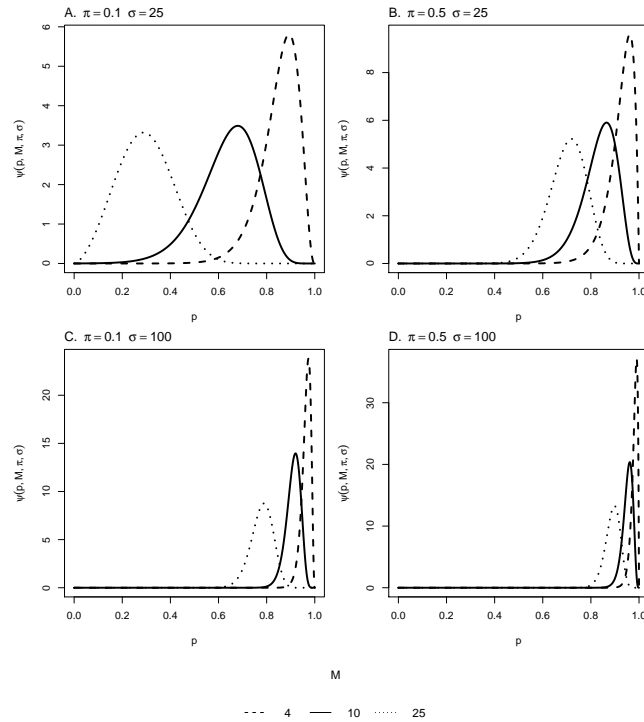 A. π = 0.1 σ = 25
ψ(p, M, π, σ)
0 1 2 3 4 5 6
0.0 0.2 0.4 0.6 0.8 1.0
p
B. π = 0.5 σ = 25
ψ(p, M, π, σ)
0 2 4 6 8
0.0 0.2 0.4 0.6 0.8 1.0
p
C. π = 0.1 σ = 100
ψ(p, M, π, σ)
0 5 10 15 20
0.0 0.2 0.4 0.6 0.8 1.0
p
D. π = 0.5 σ = 100
ψ(p, M, π, σ)
0 10 20 30
0.0 0.2 0.4 0.6 0.8 1.0
p
M
4 10 25